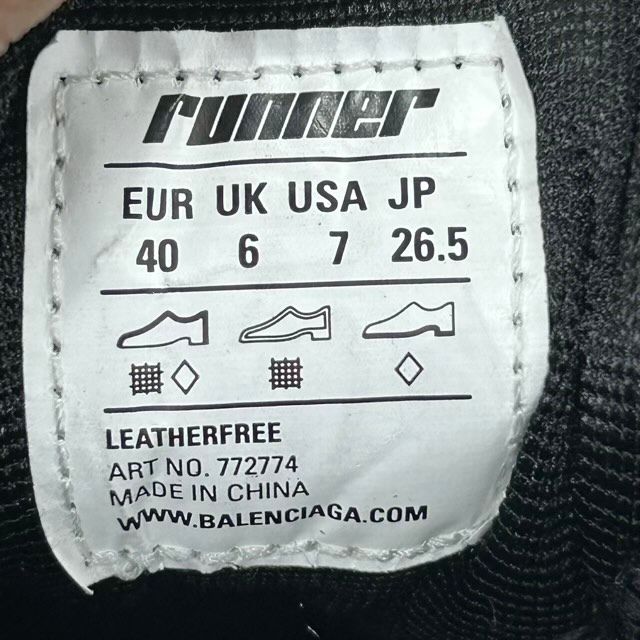 runner
EUR UK USA JP
40 6 7 26.5
LEATHERFREE
ART NO. 772774
MADE IN CHINA
WWW.BALENCIAGA.COM